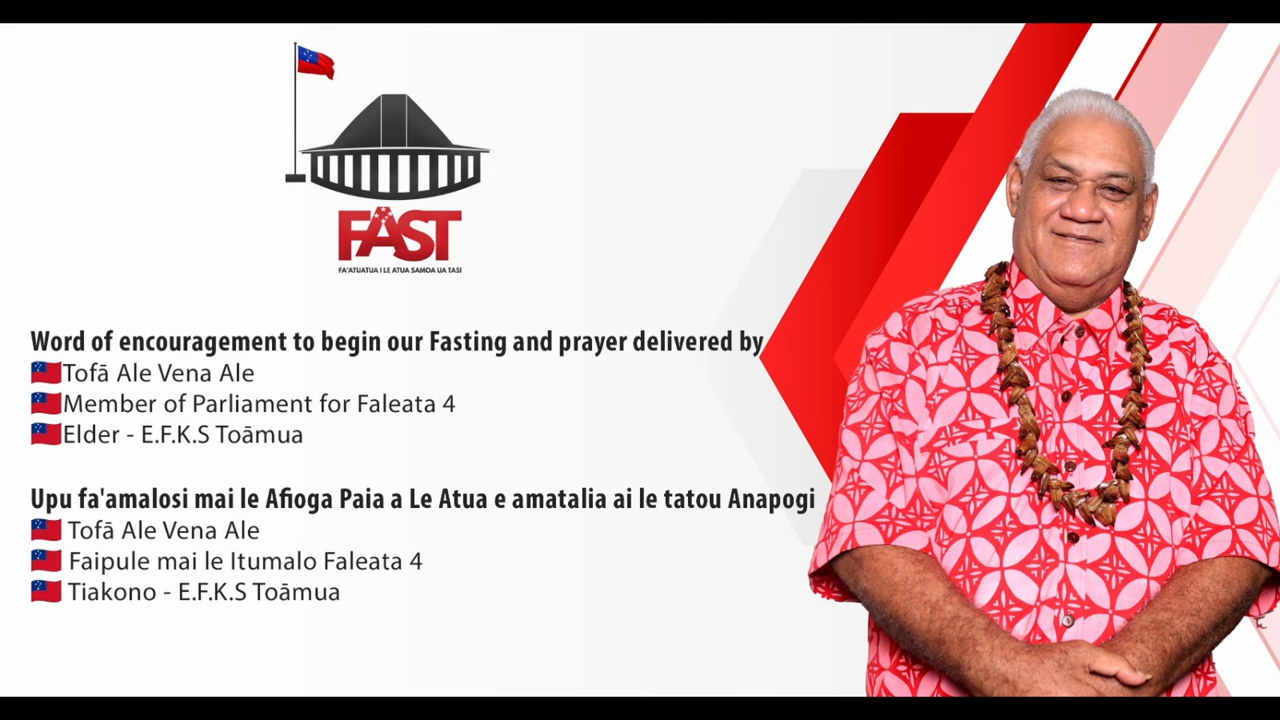 FAST
FA'ATUATUA I LE ATUA SAMOA UA TASI
Word of encouragement to begin our Fasting and prayer delivered by
🇼🇸Tofā Ale Vena Ale
🇼🇸Member of Parliament for Faleata 4
🇼🇸Elder - E.F.K.S Toāmua
Upu fa'amalosi mai le Afioga Paia a Le Atua e amatalia ai le tatou Anapogi
🇼🇸 Tofā Ale Vena Ale
🇼🇸 Faipule mai le Itumalo Faleata 4
🇼🇸 Tiakono - E.F.K.S Toāmua